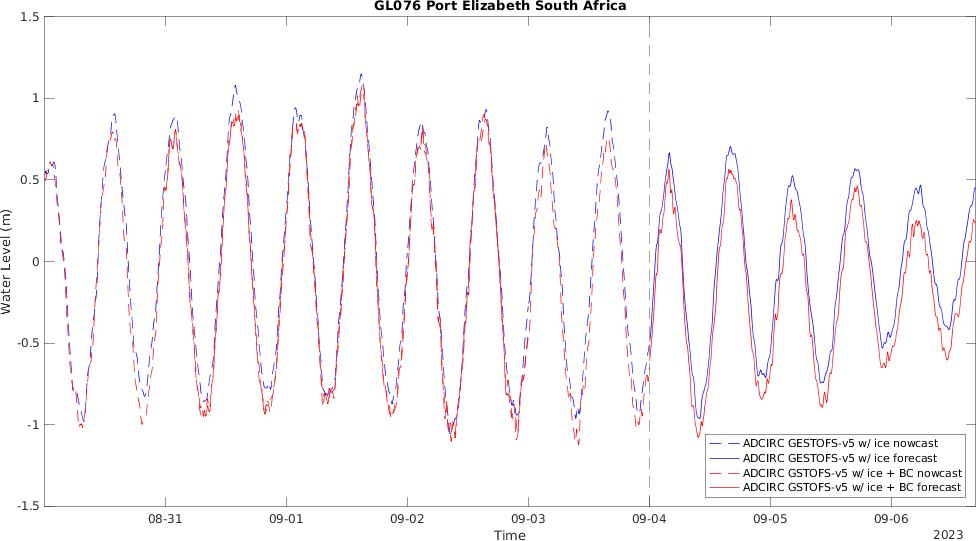 GL076 Port Elizabeth South Africa
1.5
1
0.5
0
-0.5
-1
-1.5
Water Level (m)
08-31
09-01
09-02
09-03
09-04
09-05
09-06
Time
2023
ADCIRC GESTOFS-v5 w/ ice nowcast
ADCIRC GESTOFS-v5 w/ ice forecast
ADCIRC GSTOFS-v5 w/ ice + BC nowcast
ADCIRC GSTOFS-v5 w/ ice + BC forecast